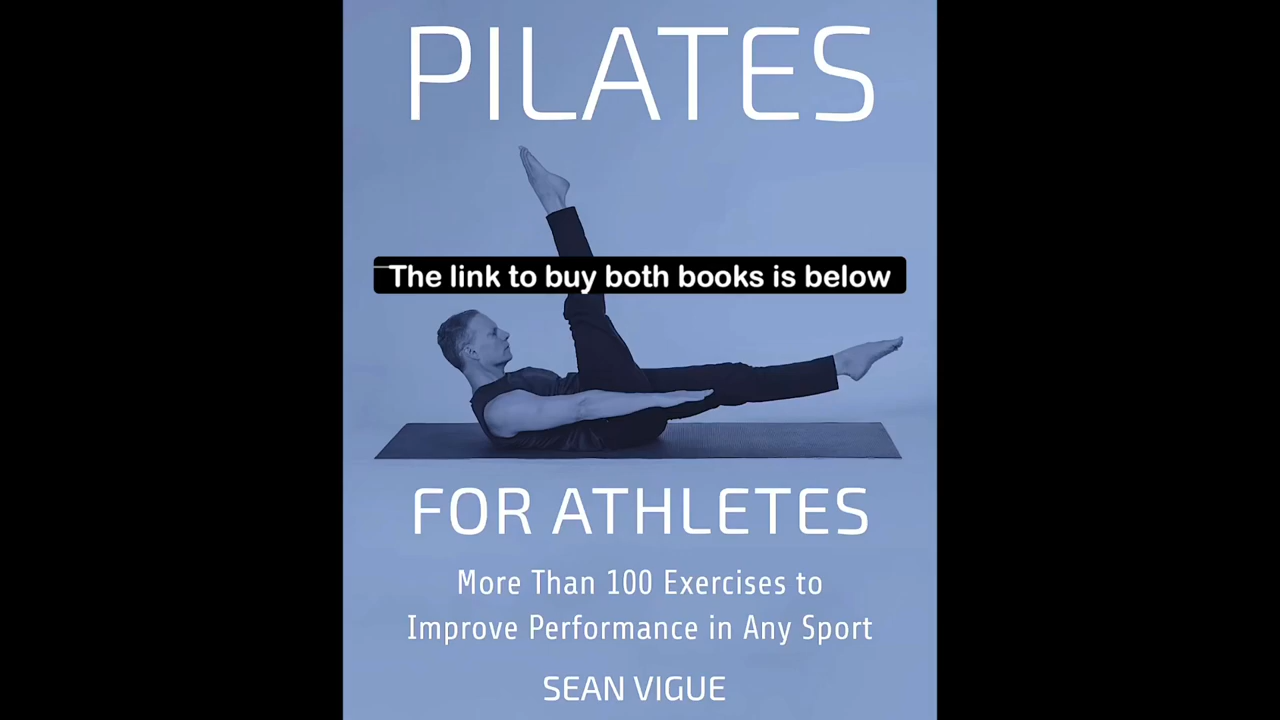 PILATES
The link to buy both books is below
FOR ATHLETES
More Than 100 Exercises to
Improve Performance in Any Sport
SEAN VIGUE